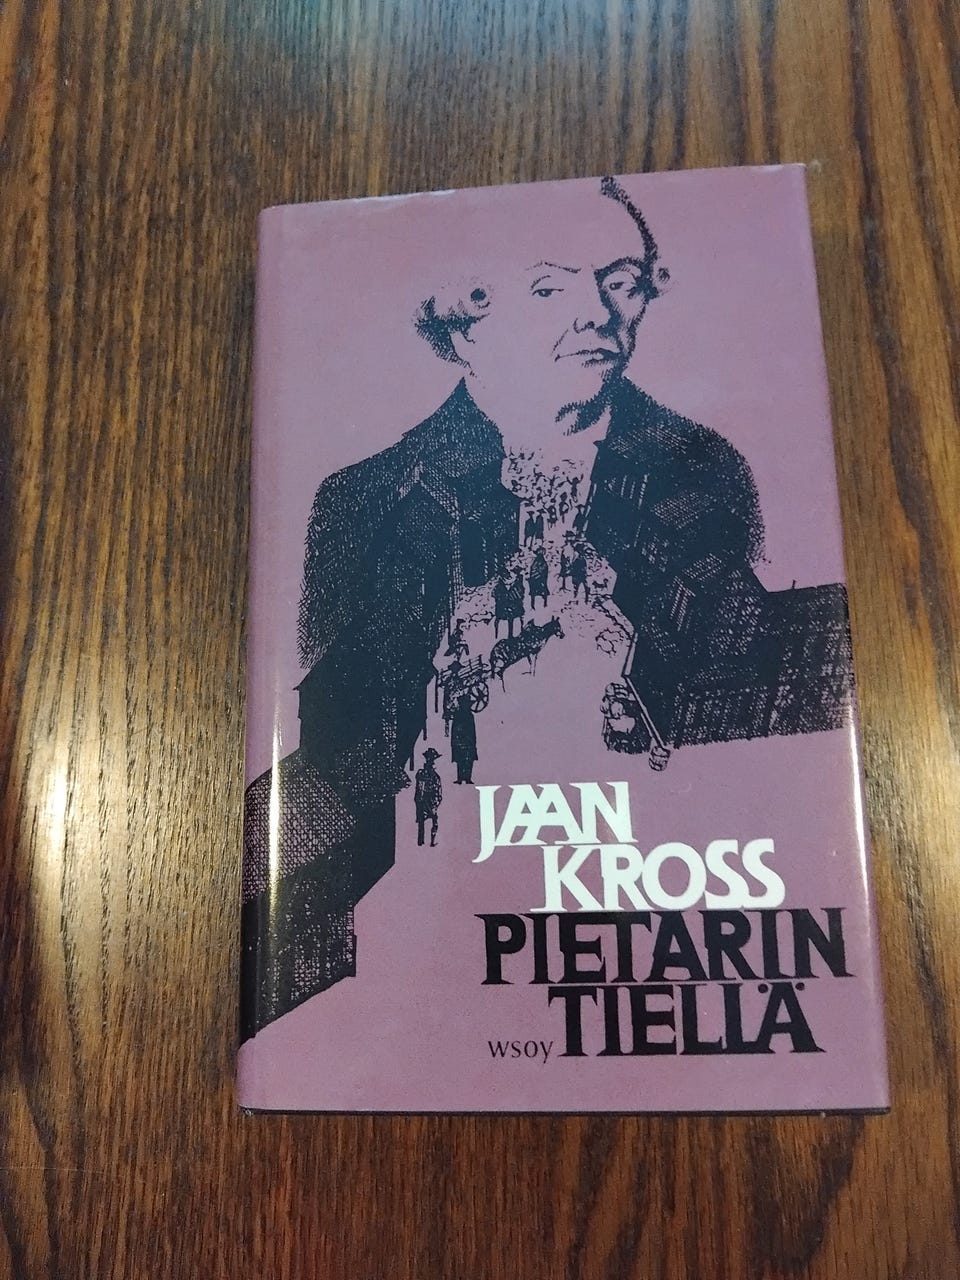 JAAN
KROSS
PIETARIN
TIELLÄ
wsoy